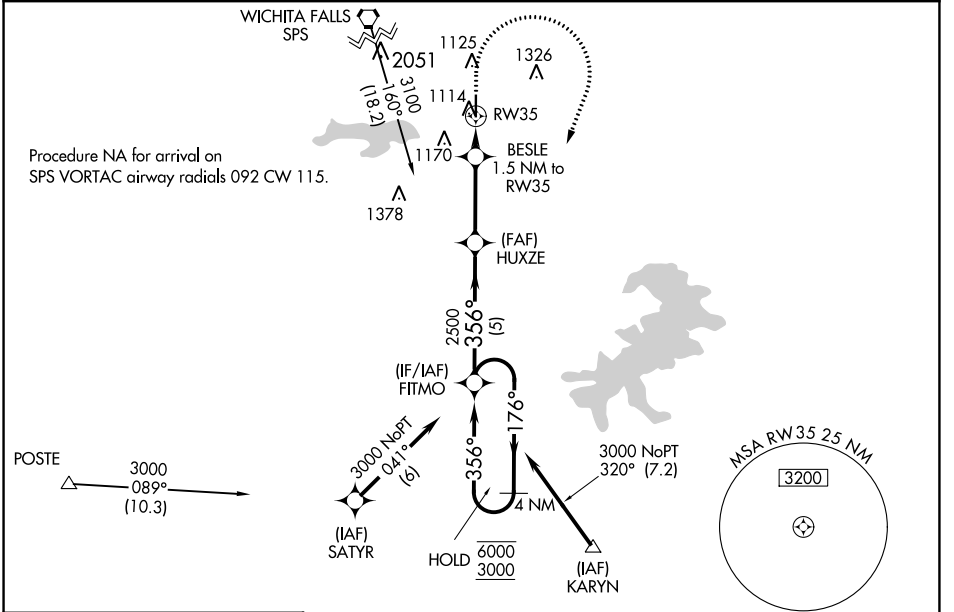 WICHITA FALLS
SPS
2051
3100
160°
(18.2)
1125
1326
1114
RW35
Procedure NA for arrival on
SPS VORTAC airway radials 092 CW 115.
1170
BESLE
1.5 NM to
RW35
1378
(FAF)
HUXZE
2500
356°
(5)
(IF/IAF)
FITMO
176°
356°
3000 NoPT
041°
(6)
POSTE
3000
089°
(10.3)
(IAF)
SATYR
4 NM
HOLD
6000
3000
3000 NoPT
320° (7.2)
(IAF)
KARYN
MSA RW35 25 NM
3200